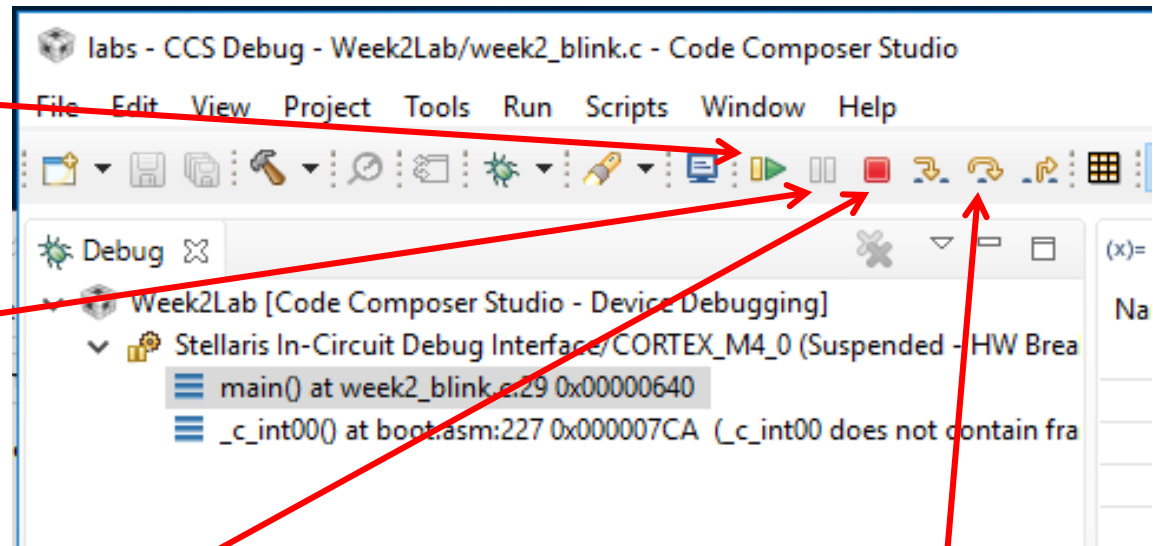 labs - CCS Debug - Week2Lab/week2_blink.c - Code Composer Studio
File Edit View Project Tools Run Scripts Window Help
Debug
(x)=
Week2Lab [Code Composer Studio - Device Debugging]
Na
Stellaris In-Circuit Debug Interface/CORTEX_M4_0 (Suspended - HW Brea
main() at week2_blink.c:29 0x00000640
_c_int00() at boot.asm:227 0x000007CA (_c_int00 does not contain fra